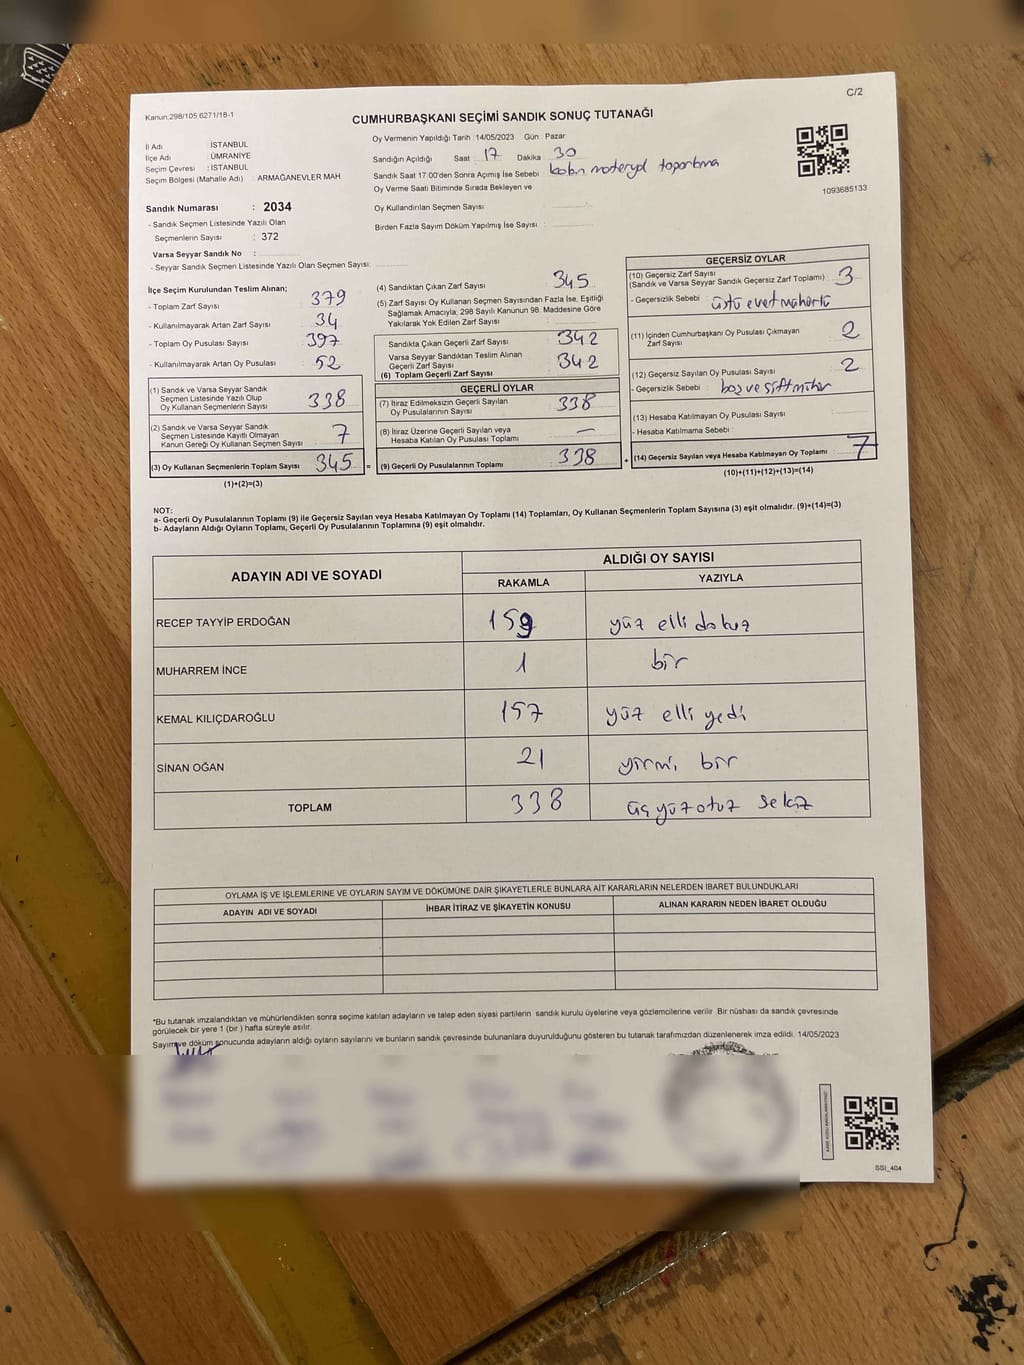 C/2
Kanun:298/105;6271/18-1
CUMHURBAŞKANI SEÇİMİ SANDIK SONUÇ TUTANAĞI
İl Adı İSTANBUL
İlçe Adı : ÜMRANİYE
Seçim Çevresi : İSTANBUL
Seçim Bölgesi (Mahalle Adı) : ARMAĞANEVLER MAH.
Sandık Numarası : 2034
- Sandık Seçmen Listesinde Yazılı Olan
Seçmenlerin Sayısı : 372
Varsa Seyyar Sandık No :
- Seyyar Sandık Seçmen Listesinde Yazılı Olan Seçmen Sayısı:
Oy Vermenin Yapıldığı Tarih :14/05/2023 Gün : Pazar
Sandığın Açıldığı Saat : 17 Dakika : 30
Sandık Saat 17:00'den Sonra Açılmış İse Sebebi : kabin materyal toparlama
Oy Verme Saati Bitiminde Sırada Bekleyen ve
Oy Kullandırılan Seçmen Sayısı :
Birden Fazla Sayım Döküm Yapılmış İse Sayısı :
1093685133
İlçe Seçim Kurulundan Teslim Alınan;
- Toplam Zarf Sayısı : 379
- Kullanılmayarak Artan Zarf Sayısı : 34
- Toplam Oy Pusulası Sayısı : 397
- Kullanılmayarak Artan Oy Pusulası : 52
(1) Sandık ve Varsa Seyyar Sandık
Seçmen Listesinde Yazılı Olup
Oy Kullanan Seçmenlerin Sayısı : 338
(2) Sandık ve Varsa Seyyar Sandık
Seçmen Listesinde Kayıtlı Olmayan
Kanun Gereği Oy Kullanan Seçmen Sayısı : 7
(3) Oy Kullanan Seçmenlerin Toplam Sayısı : 345 =
(1)+(2)=(3)
(4) Sandıktan Çıkan Zarf Sayısı : 345
(5) Zarf Sayısı Oy Kullanan Seçmen Sayısından Fazla İse, Eşitliği
Sağlamak Amacıyla; 298 Sayılı Kanunun 98. Maddesine Göre
Yakılarak Yok Edilen Zarf Sayısı :
Sandıkta Çıkan Geçerli Zarf Sayısı : 342
Varsa Seyyar Sandıktan Teslim Alınan
Geçerli Zarf Sayısı :
(6) Toplam Geçerli Zarf Sayısı : 342
GEÇERLİ OYLAR
(7) İtiraz Edilmeksizin Geçerli Sayılan
Oy Pusulalarının Sayısı : 338
(8) İtiraz Üzerine Geçerli Sayılan veya
Hesaba Katılan Oy Pusulası Toplamı : —
(9) Geçerli Oy Pusulalarının Toplamı : 338 +
GEÇERSİZ OYLAR
(10) Geçersiz Zarf Sayısı
(Sandık ve Varsa Seyyar Sandık Geçersiz Zarf Toplamı) : 3
- Geçersizlik Sebebi : üstü evet mühürlü
(11) İçinden Cumhurbaşkanı Oy Pusulası Çıkmayan
Zarf Sayısı : 2
(12) Geçersiz Sayılan Oy Pusulası Sayısı : 2
- Geçersizlik Sebebi : boş ve çift mühür
(13) Hesaba Katılmayan Oy Pusulası Sayısı :
- Hesaba Katılmama Sebebi :
(14) Geçersiz Sayılan veya Hesaba Katılmayan Oy Toplamı : 7
(10)+(11)+(12)+(13)=(14)
NOT:
a- Geçerli Oy Pusulalarının Toplamı (9) ile Geçersiz Sayılan veya Hesaba Katılmayan Oy Toplamı (14) Toplamları, Oy Kullanan Seçmenlerin Toplam Sayısına (3) eşit olmalıdır. (9)+(14)=(3)
b- Adayların Aldığı Oyların Toplamı, Geçerli Oy Pusulalarının Toplamına (9) eşit olmalıdır.
ADAYIN ADI VE SOYADI
ALDIĞI OY SAYISI
RAKAMLA YAZIYLA
RECEP TAYYİP ERDOĞAN 159 yüz elli dokuz
MUHARREM İNCE 1 bir
KEMAL KILIÇDAROĞLU 157 yüz elli yedi
SİNAN OĞAN 21 yirmi bir
TOPLAM 338 üç yüz otuz sekiz
OYLAMA İŞ VE İŞLEMLERİNE VE OYLARIN SAYIM VE DÖKÜMÜNE DAİR ŞİKAYETLERLE BUNLARA AİT KARARLARIN NELERDEN İBARET BULUNDUKLARI
ADAYIN ADI VE SOYADI İHBAR İTİRAZ VE ŞİKAYETİN KONUSU ALINAN KARARIN NEDEN İBARET OLDUĞU
*Bu tutanak imzalandıktan ve mühürlendikten sonra seçime katılan adayların ve talep eden siyasi partilerin sandık kurulu üyelerine veya gözlemcilerine verilir. Bir nüshası da sandık çevresinde
görülecek bir yere 1 (bir) hafta süreyle asılır.
Sayım ve döküm sonucunda adayların aldığı oyların sayılarını ve bunların sandık çevresinde bulunanlara duyurulduğunu gösteren bu tutanak tarafımızdan düzenlenerek imza edildi. 14/05/2023
SSİ_404